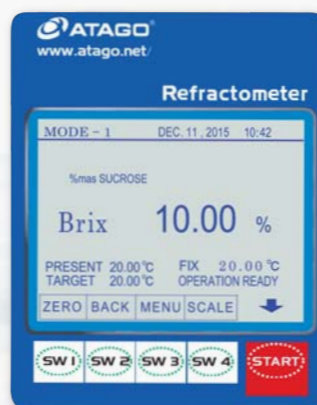 ATAGO®
www.atago.net/
Refractometer
MODE - 1 DEC. 11 , 2015 10:42
%mas SUCROSE
Brix 10.00 %
PRESENT 20.00°C FIX 20.00°C
TARGET 20.00°C OPERATION READY
ZERO BACK MENU SCALE
SW 1 SW 2 SW 3 SW 4 START